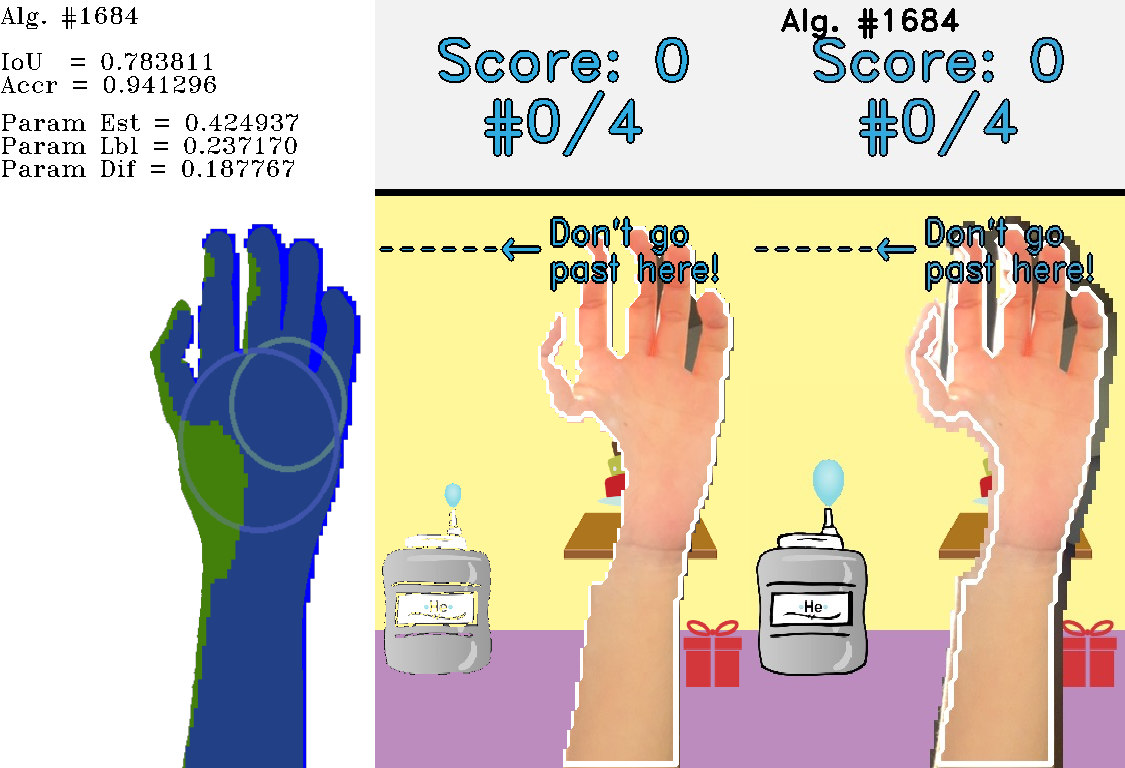 Alg. #1684
IoU = 0.783811
Accr = 0.941296
Param Est = 0.424937
Param Lbl = 0.237170
Param Dif = 0.187767
Score: 0
#0/4
Don't go
past here!
He
Alg. #1684
Score: 0
#0/4
Don't go
past here!
He